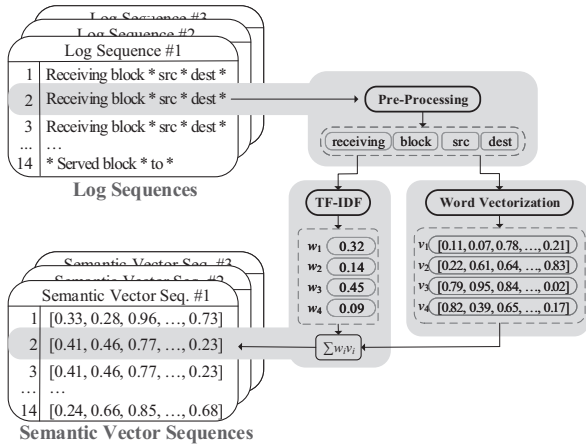 Log Sequence #3
Log Sequence #2
Log Sequence #1
1 Receiving block * src * dest *
2 Receiving block * src * dest *
3 Receiving block * src * dest *
... ...
14 * Served block * to *
Log Sequences
Pre-Processing
receiving block src dest
TF-IDF
w1 0.32
w2 0.14
w3 0.45
w4 0.09
∑wivi
Word Vectorization
v1 [0.11, 0.07, 0.78, …, 0.21]
v2 [0.22, 0.61, 0.64, …, 0.83]
v3 [0.79, 0.95, 0.84, …, 0.02]
v4 [0.82, 0.39, 0.65, …, 0.17]
Semantic Vector Seq. #3
Semantic Vector Seq. #2
Semantic Vector Seq. #1
1 [0.33, 0.28, 0.96, …, 0.73]
2 [0.41, 0.46, 0.77, …, 0.23]
3 [0.41, 0.46, 0.77, …, 0.23]
... ...
14 [0.24, 0.66, 0.85, …, 0.68]
Semantic Vector Sequences